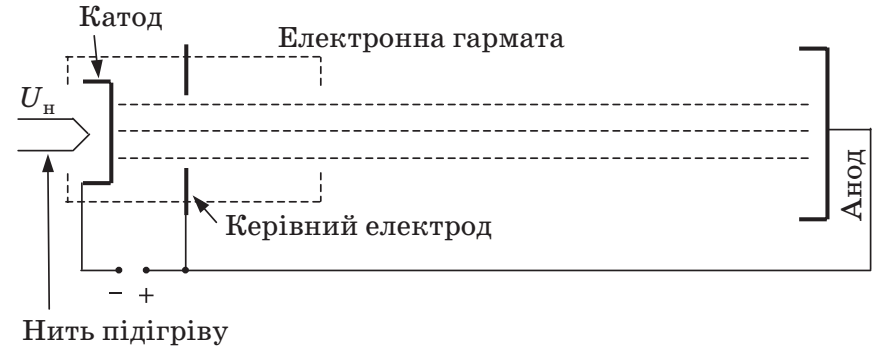 Катод
Електронна гармата
Uн
Анод
Керівний електрод
− +
Нить підігріву